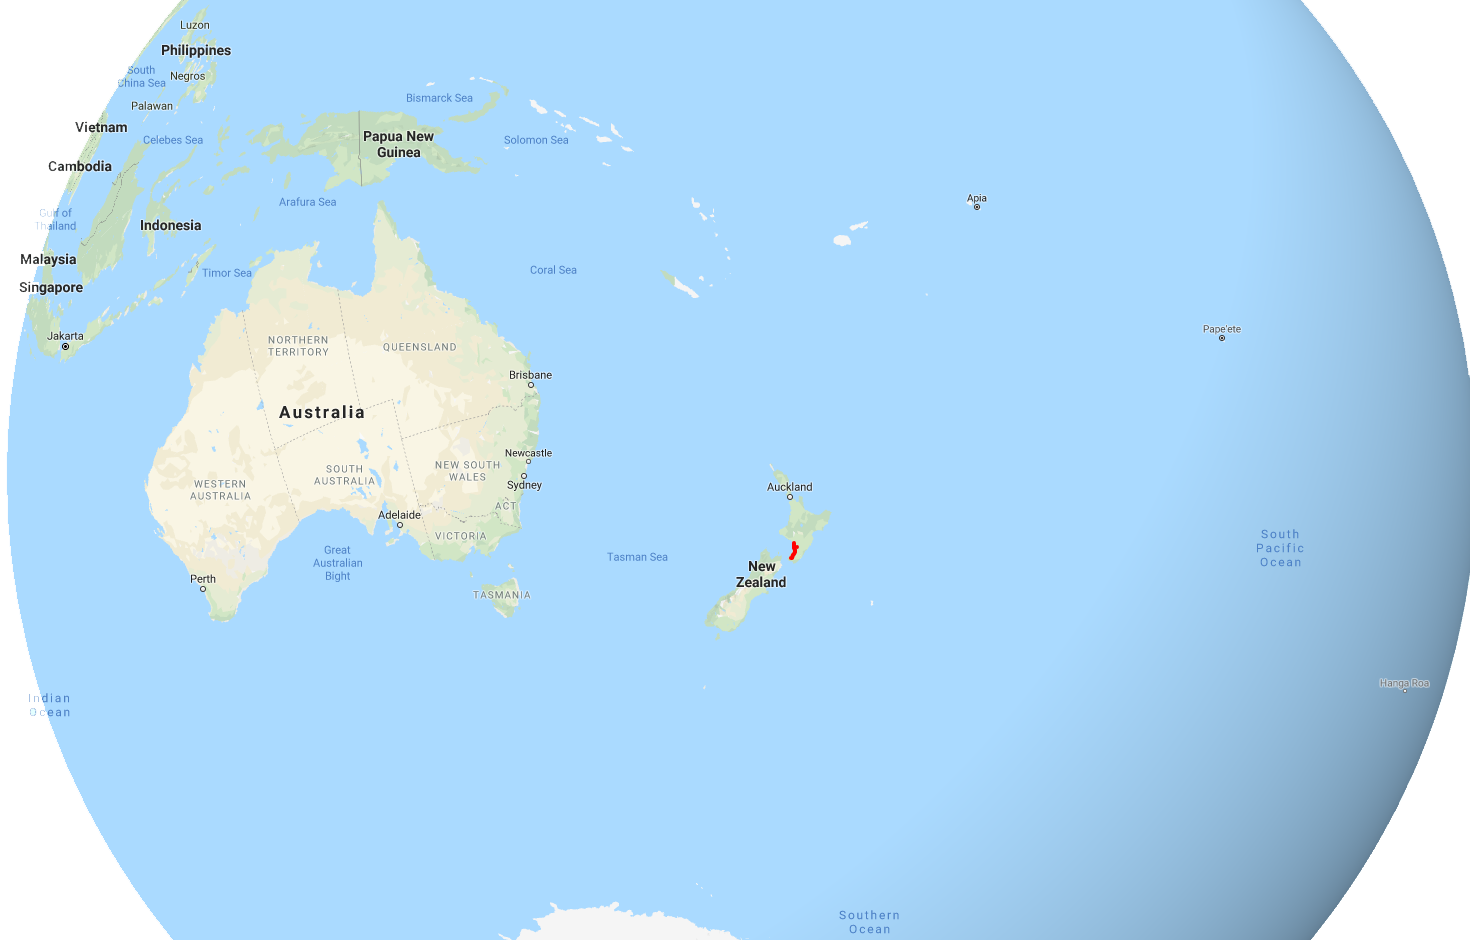 Luzon
Philippines
South
China Sea
Negros
Palawan
Bismarck Sea
Vietnam
Celebes Sea
Papua New
Guinea
Solomon Sea
Cambodia
Arafura Sea
Apia
Gulf of
Thailand
Indonesia
Malaysia
Timor Sea
Coral Sea
Singapore
Jakarta
NORTHERN
TERRITORY
QUEENSLAND
Pape'ete
Brisbane
Australia
Newcastle
SOUTH
AUSTRALIA
NEW SOUTH
WALES
WESTERN
AUSTRALIA
Sydney
Auckland
ACT
Adelaide
VICTORIA
Great
Australian
Bight
Tasman Sea
South
Pacific
Ocean
New
Zealand
Perth
TASMANIA
Hanga Roa
Indian
Ocean
Southern
Ocean